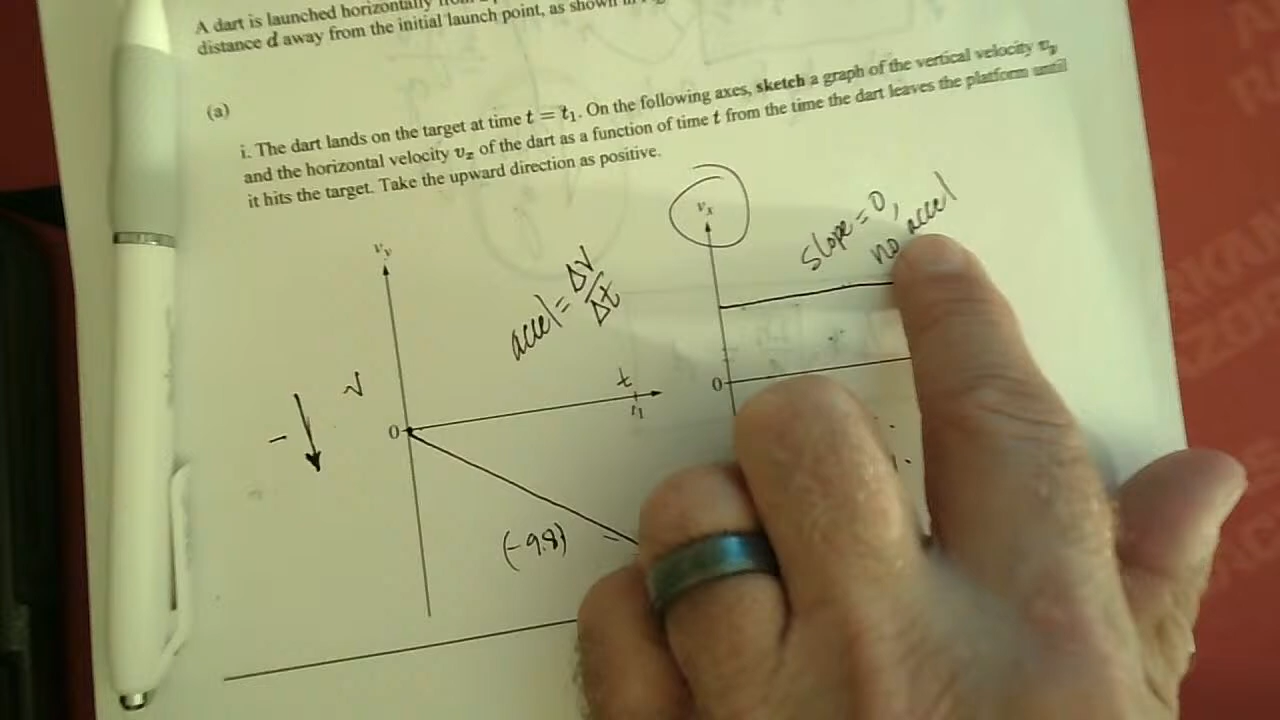 A dart is launched horizontally
distance d away from the initial launch point, as shown in
(a)
i. The dart lands on the target at time t = t₁. On the following axes, sketch a graph of the vertical velocity vy
and the horizontal velocity vx of the dart as a function of time t from the time the dart leaves the platform until
it hits the target. Take the upward direction as positive.
vy
accel = Δv/Δt
vx
slope = 0,
no accel
v
t
t₁
0
0
-
(-9.8)